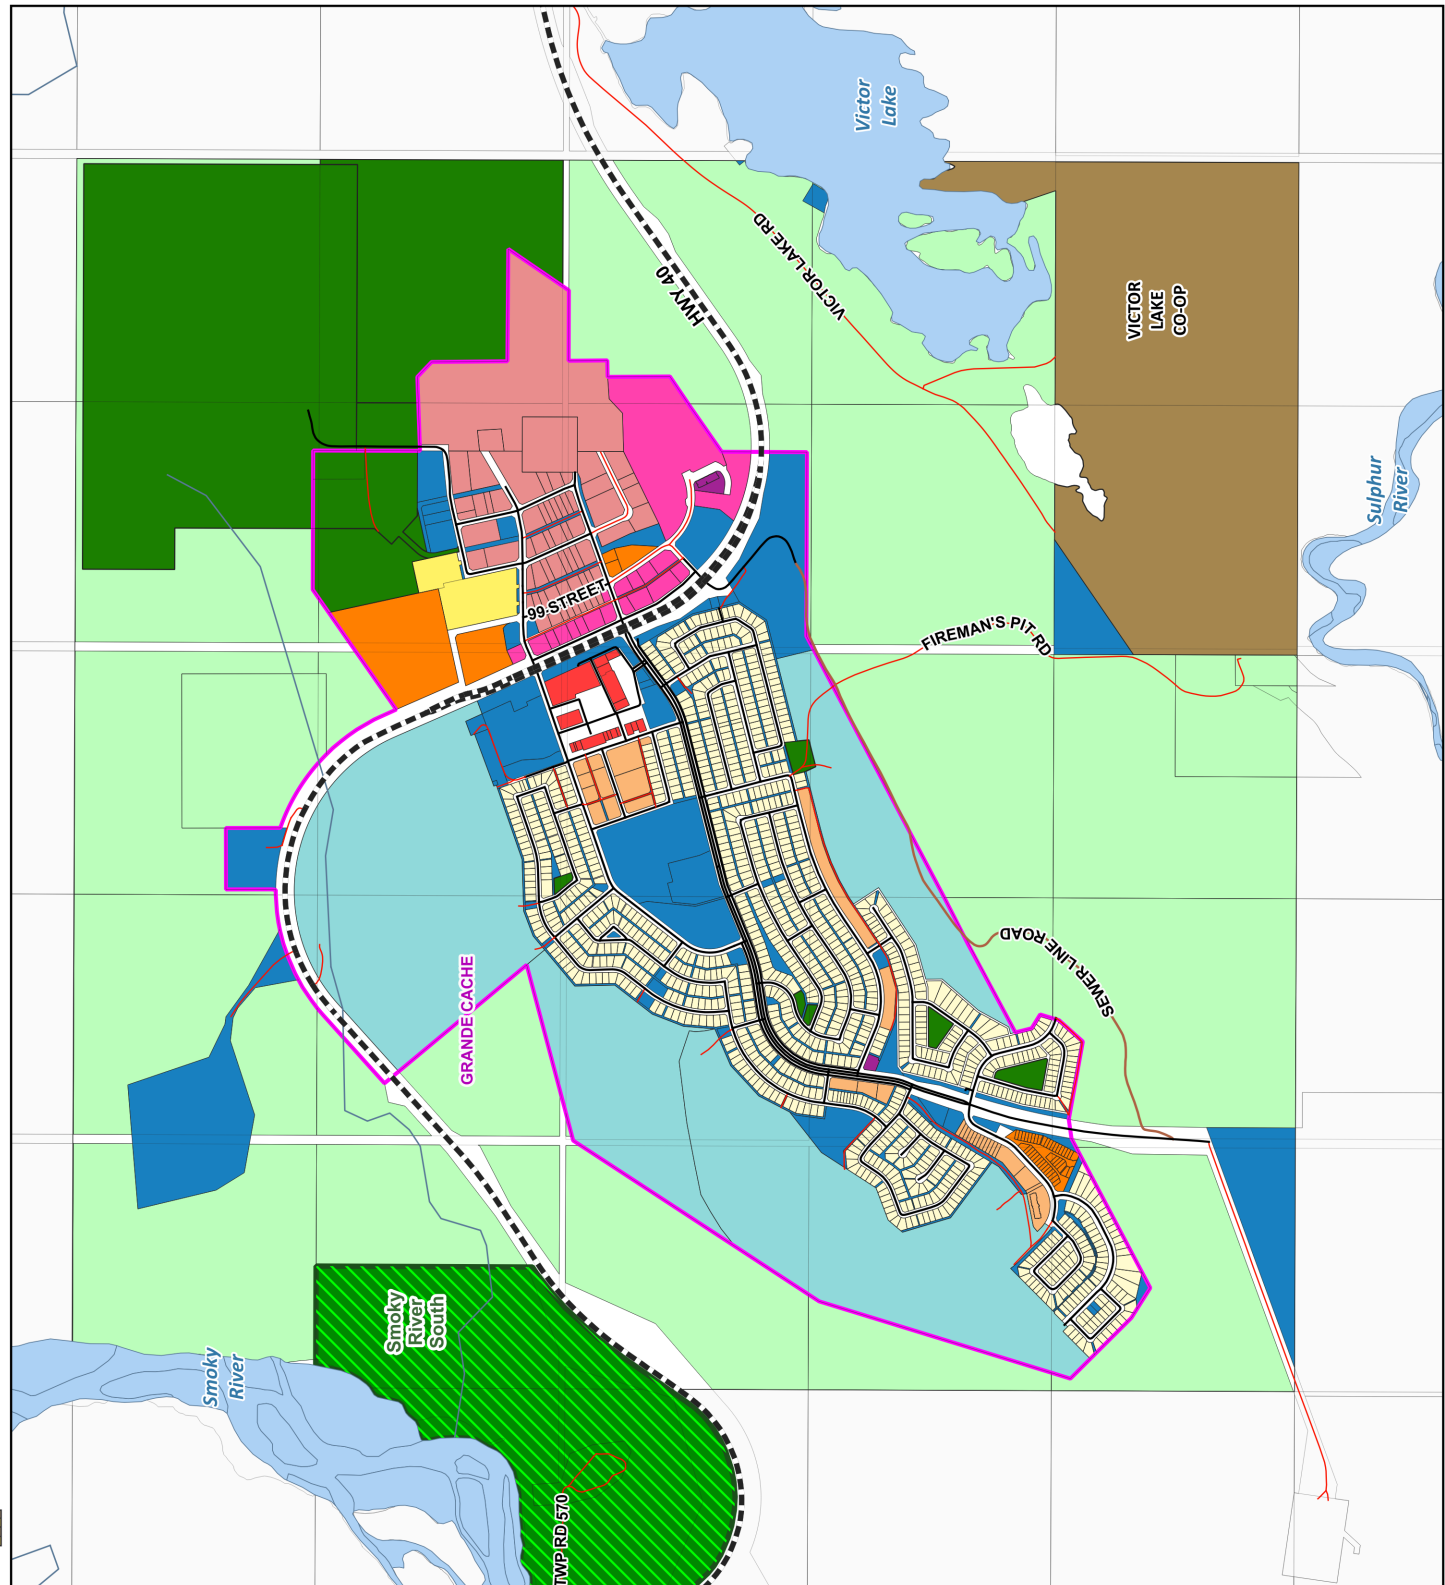 Victor
Lake
VICTOR LAKE RD
HWY 40
VICTOR
LAKE
CO-OP
Sulphur
River
99 STREET
FIREMAN'S PIT RD
SEWER LINE ROAD
GRANDE CACHE
Smoky
River
South
Smoky
River
TWP RD 570